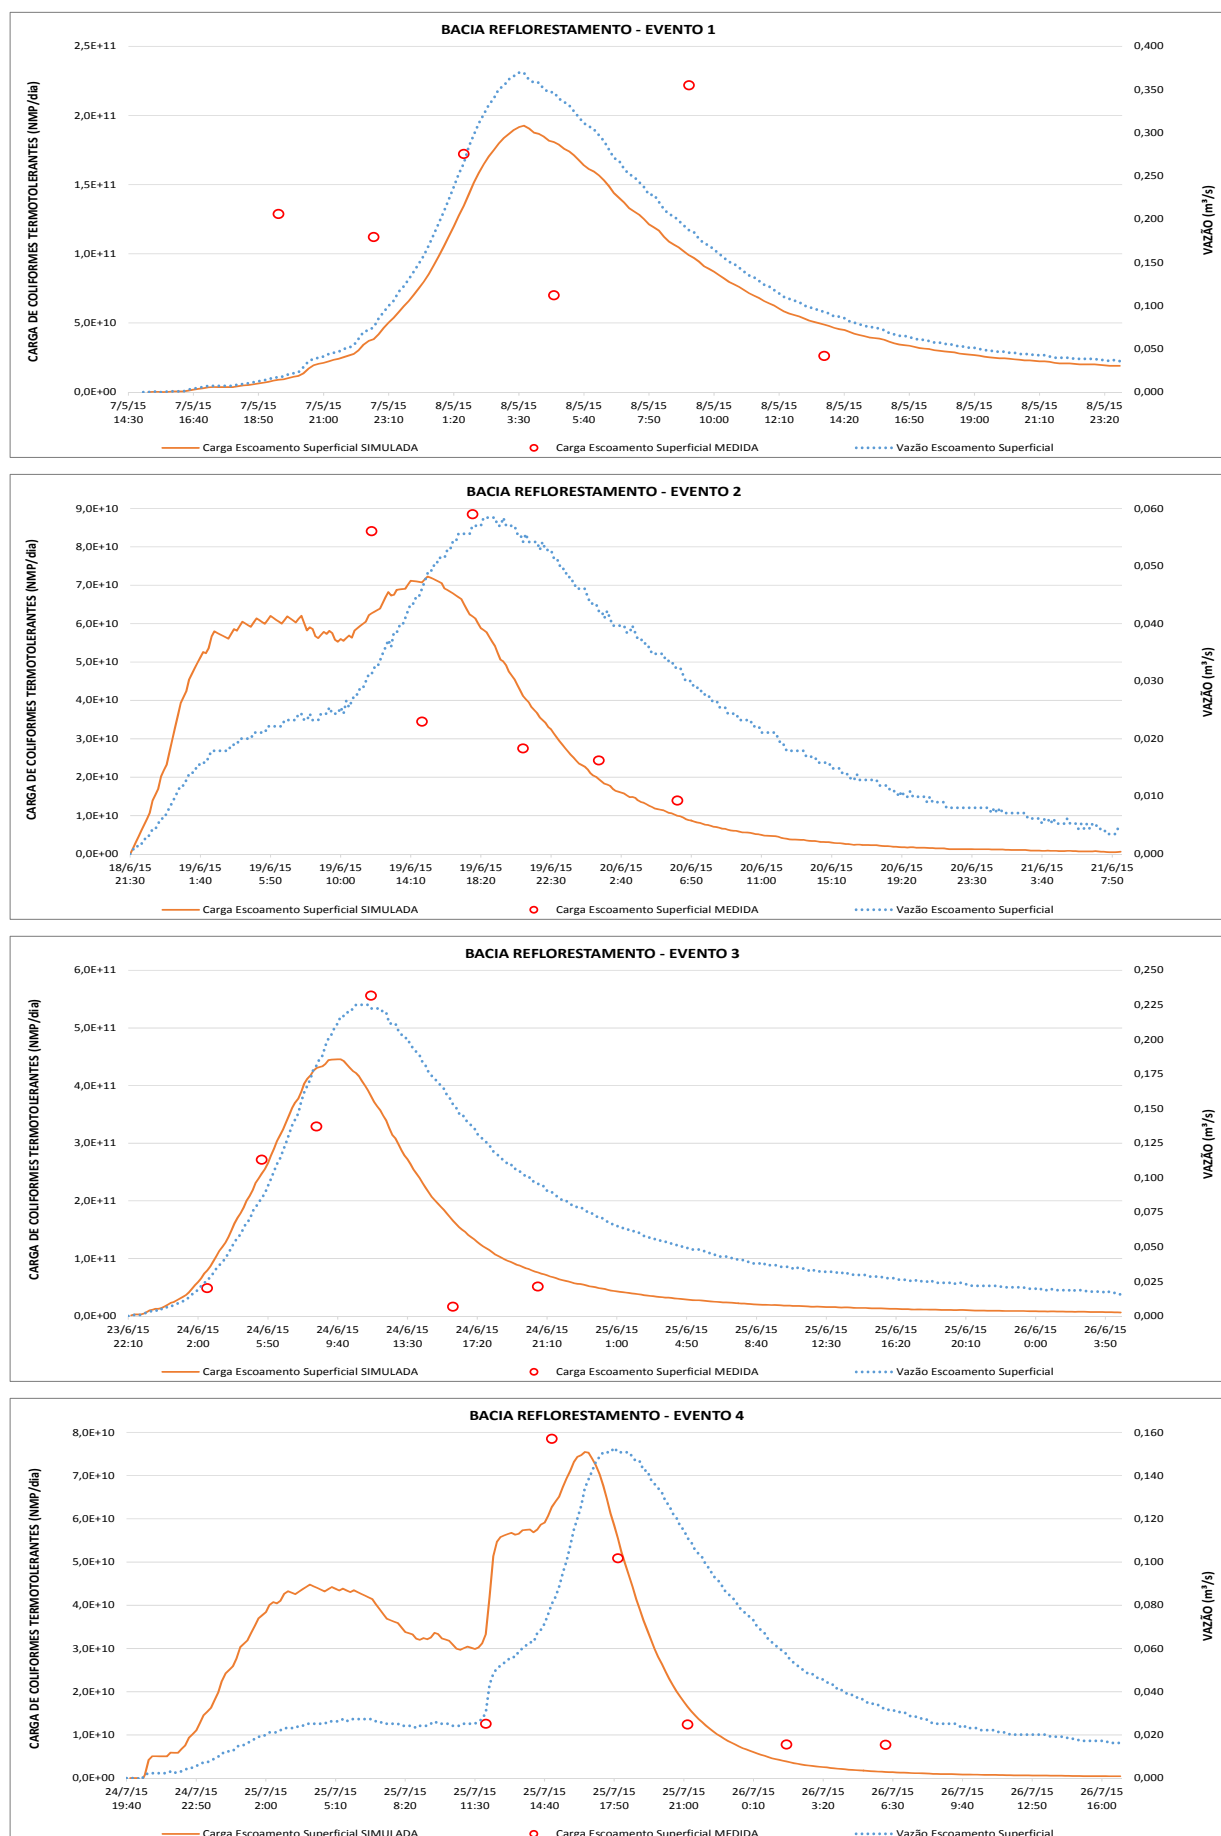 BACIA REFLORESTAMENTO - EVENTO 1
CARGA DE COLIFORMES TERMOTOLERANTES (NMP/dia)
2,5E+11
2,0E+11
1,5E+11
1,0E+11
5,0E+10
0,0E+00
0,400
0,350
0,300
0,250
0,200
0,150
0,100
0,050
0,000
VAZÃO (m³/s)
7/5/15 7/5/15 7/5/15 7/5/15 7/5/15 8/5/15 8/5/15 8/5/15 8/5/15 8/5/15 8/5/15 8/5/15 8/5/15 8/5/15 8/5/15 8/5/15
14:30 16:40 18:50 21:00 23:10 1:20 3:30 5:40 7:50 10:00 12:10 14:20 16:50 19:00 21:10 23:20
Carga Escoamento Superficial SIMULADA Carga Escoamento Superficial MEDIDA Vazão Escoamento Superficial
BACIA REFLORESTAMENTO - EVENTO 2
CARGA DE COLIFORMES TERMOTOLERANTES (NMP/dia)
9,0E+10
8,0E+10
7,0E+10
6,0E+10
5,0E+10
4,0E+10
3,0E+10
2,0E+10
1,0E+10
0,0E+00
0,060
0,050
0,040
0,030
0,020
0,010
0,000
VAZÃO (m³/s)
18/6/15 19/6/15 19/6/15 19/6/15 19/6/15 19/6/15 19/6/15 20/6/15 20/6/15 20/6/15 20/6/15 20/6/15 20/6/15 21/6/15 21/6/15
21:30 1:40 5:50 10:00 14:10 18:20 22:30 2:40 6:50 11:00 15:10 19:20 23:30 3:40 7:50
Carga Escoamento Superficial SIMULADA Carga Escoamento Superficial MEDIDA Vazão Escoamento Superficial
BACIA REFLORESTAMENTO - EVENTO 3
CARGA DE COLIFORMES TERMOTOLERANTES (NMP/dia)
6,0E+11
5,0E+11
4,0E+11
3,0E+11
2,0E+11
1,0E+11
0,0E+00
0,250
0,225
0,200
0,175
0,150
0,125
0,100
0,075
0,050
0,025
0,000
VAZÃO (m³/s)
23/6/15 24/6/15 24/6/15 24/6/15 24/6/15 24/6/15 24/6/15 25/6/15 25/6/15 25/6/15 25/6/15 25/6/15 25/6/15 26/6/15 26/6/15
22:10 2:00 5:50 9:40 13:30 17:20 21:10 1:00 4:50 8:40 12:30 16:20 20:10 0:00 3:50
Carga Escoamento Superficial SIMULADA Carga Escoamento Superficial MEDIDA Vazão Escoamento Superficial
BACIA REFLORESTAMENTO - EVENTO 4
CARGA DE COLIFORMES TERMOTOLERANTES (NMP/dia)
8,0E+10
7,0E+10
6,0E+10
5,0E+10
4,0E+10
3,0E+10
2,0E+10
1,0E+10
0,0E+00
0,160
0,140
0,120
0,100
0,080
0,060
0,040
0,020
0,000
VAZÃO (m³/s)
24/7/15 24/7/15 25/7/15 25/7/15 25/7/15 25/7/15 25/7/15 25/7/15 25/7/15 26/7/15 26/7/15 26/7/15 26/7/15 26/7/15 26/7/15
19:40 22:50 2:00 5:10 8:20 11:30 14:40 17:50 21:00 0:10 3:20 6:30 9:40 12:50 16:00
Carga Escoamento Superficial SIMULADA Carga Escoamento Superficial MEDIDA Vazão Escoamento Superficial